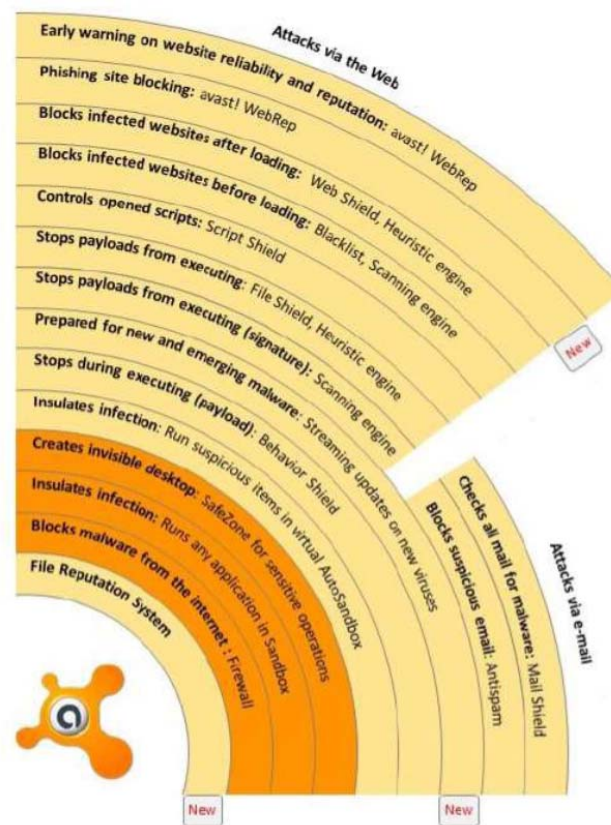 Attacks via the Web
Early warning on website reliability and reputation: avast! WebRep
Phishing site blocking: avast! WebRep
Blocks infected websites after loading: Web Shield, Heuristic engine
Blocks infected websites before loading: Blacklist, Scanning engine
Controls opened scripts: Script Shield
Stops payloads from executing: File Shield, Heuristic engine
Stops payloads from executing (signature): Scanning engine
Prepared for new and emerging malware: Streaming updates on new viruses
Stops during executing (payload): Behavior Shield
Insulates infection: Run suspicious items in virtual AutoSandbox
Creates invisible desktop: SafeZone for sensitive operations
Insulates infection: Runs any application in Sandbox
Blocks malware from the internet : Firewall
File Reputation System
New
Attacks via e-mail
Checks all mail for malware: Mail Shield
Blocks suspicious email: Antispam
a
New
New